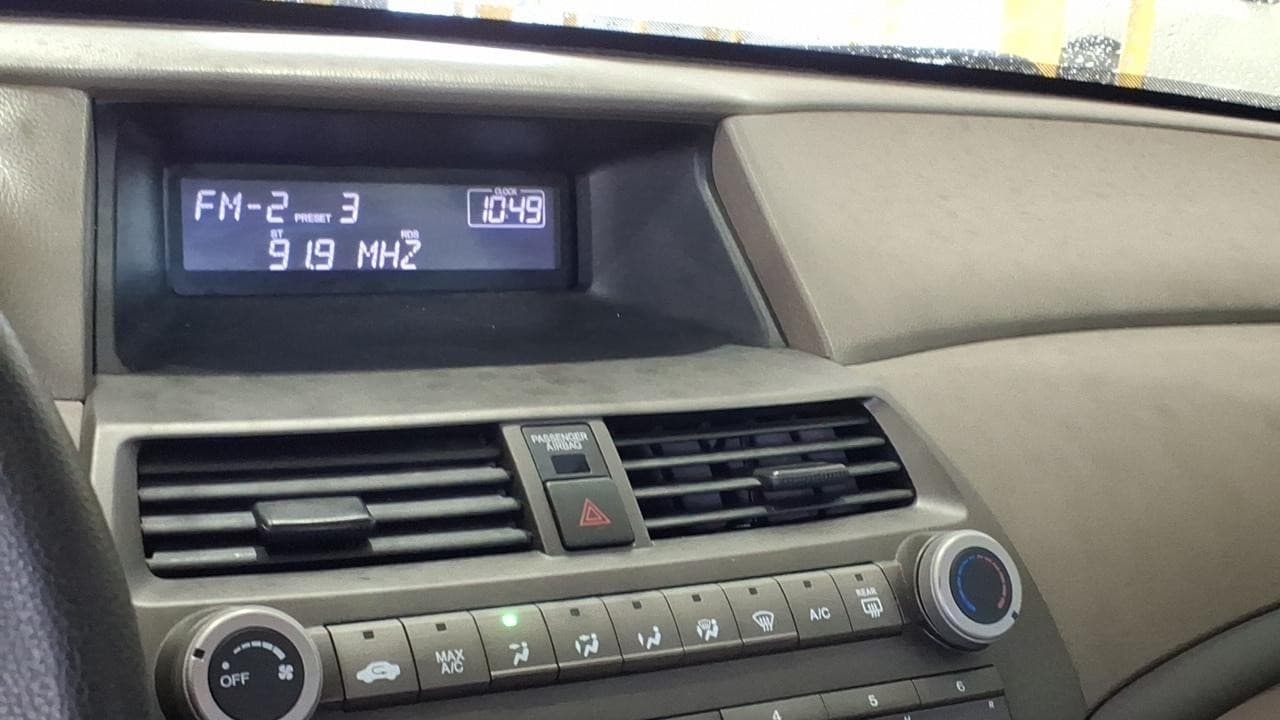 FM-2 PRESET 3
CLOCK
10:49
ST RDS
91.9 MHZ
PASSENGER
AIRBAG
OFF
MAX
A/C
A/C
REAR
4 5 6